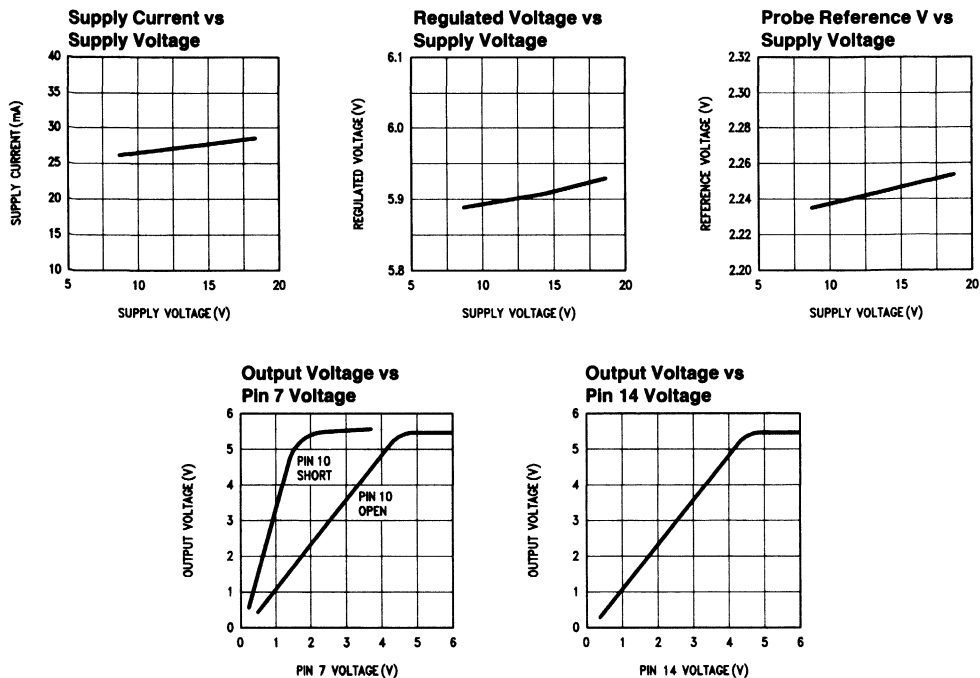 Supply Current vs
Supply Voltage
40
35
30
25
20
15
10
5
10
15
20
SUPPLY CURRENT (mA)
SUPPLY VOLTAGE (V)
Regulated Voltage vs
Supply Voltage
6.1
6.0
5.9
5.8
5
10
15
20
REGULATED VOLTAGE (V)
SUPPLY VOLTAGE (V)
Probe Reference V vs
Supply Voltage
2.32
2.30
2.28
2.26
2.24
2.22
2.20
5
10
15
20
REFERENCE VOLTAGE (V)
SUPPLY VOLTAGE (V)
Output Voltage vs
Pin 7 Voltage
6
5
4
3
2
1
0
0
1
2
3
4
5
6
PIN 10
SHORT
PIN 10
OPEN
OUTPUT VOLTAGE (V)
PIN 7 VOLTAGE (V)
Output Voltage vs
Pin 14 Voltage
6
5
4
3
2
1
0
0
1
2
3
4
5
6
OUTPUT VOLTAGE (V)
PIN 14 VOLTAGE (V)